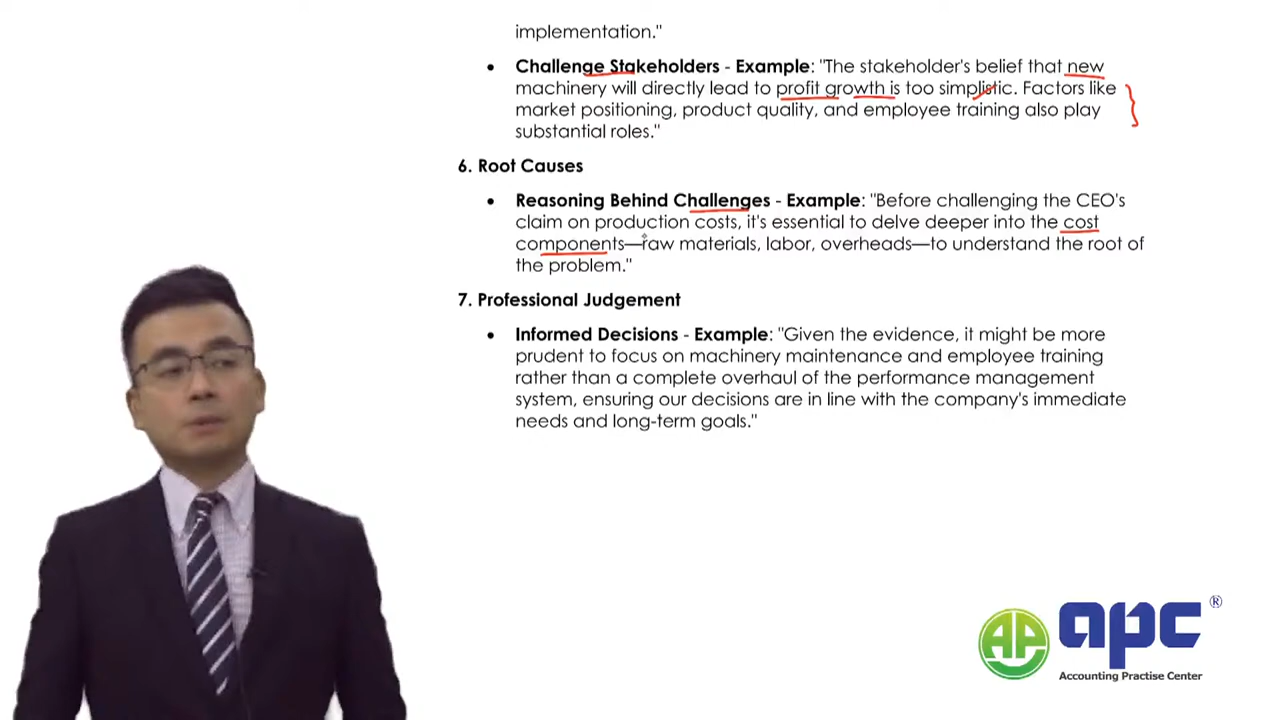 implementation."
• Challenge Stakeholders - Example: "The stakeholder's belief that new
machinery will directly lead to profit growth is too simplistic. Factors like
market positioning, product quality, and employee training also play
substantial roles."
6. Root Causes
• Reasoning Behind Challenges - Example: "Before challenging the CEO's
claim on production costs, it's essential to delve deeper into the cost
components—raw materials, labor, overheads—to understand the root of
the problem."
7. Professional Judgement
• Informed Decisions - Example: "Given the evidence, it might be more
prudent to focus on machinery maintenance and employee training
rather than a complete overhaul of the performance management
system, ensuring our decisions are in line with the company's immediate
needs and long-term goals."
AP
apc ®
Accounting Practise Center